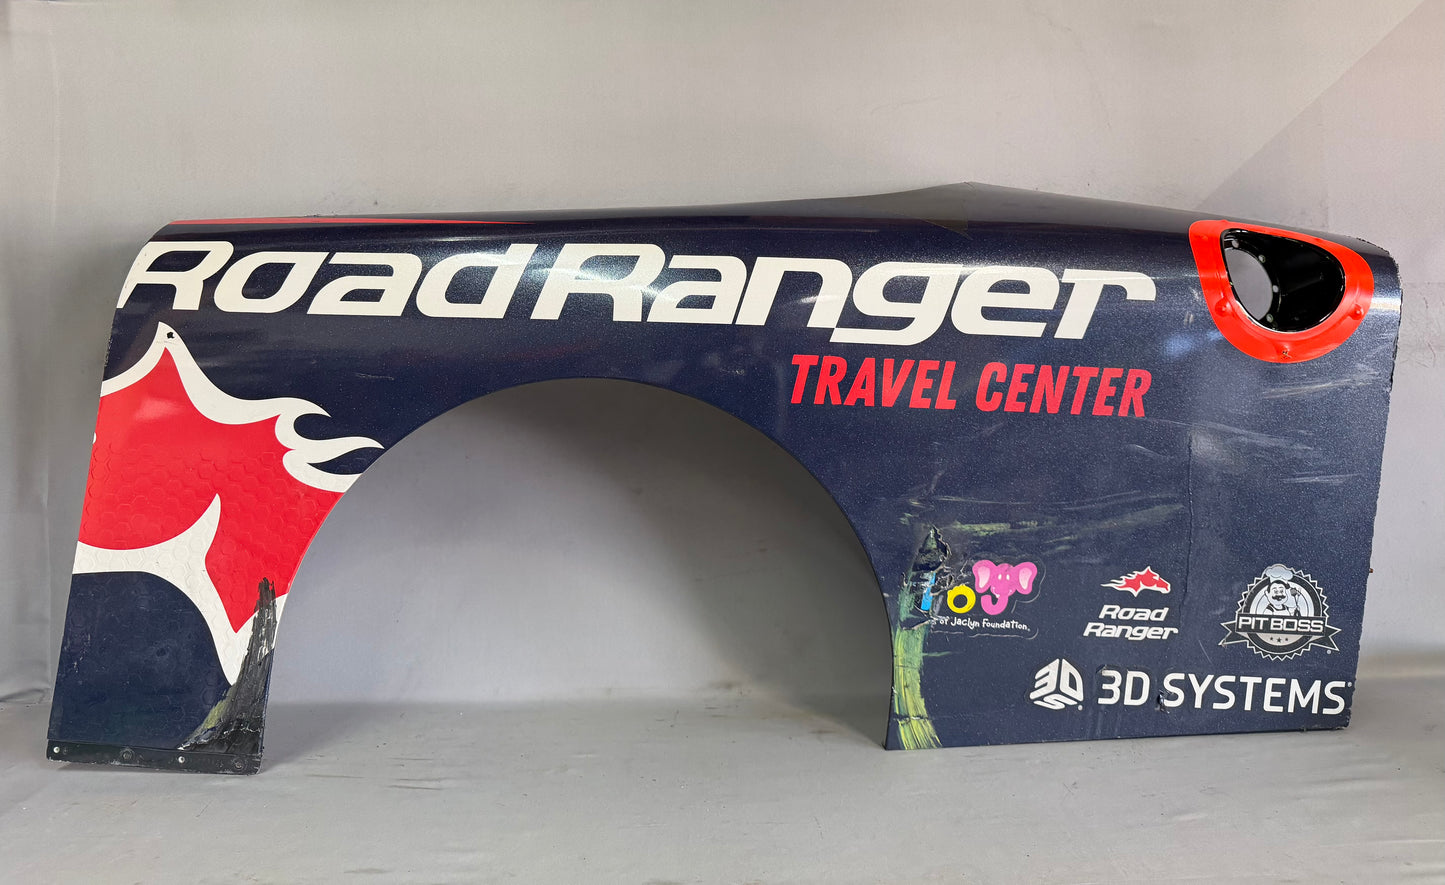 Road Ranger
TRAVEL CENTER
of Jaclyn foundation.
Road
Ranger
PIT BOSS
®
3D SYSTEMS®